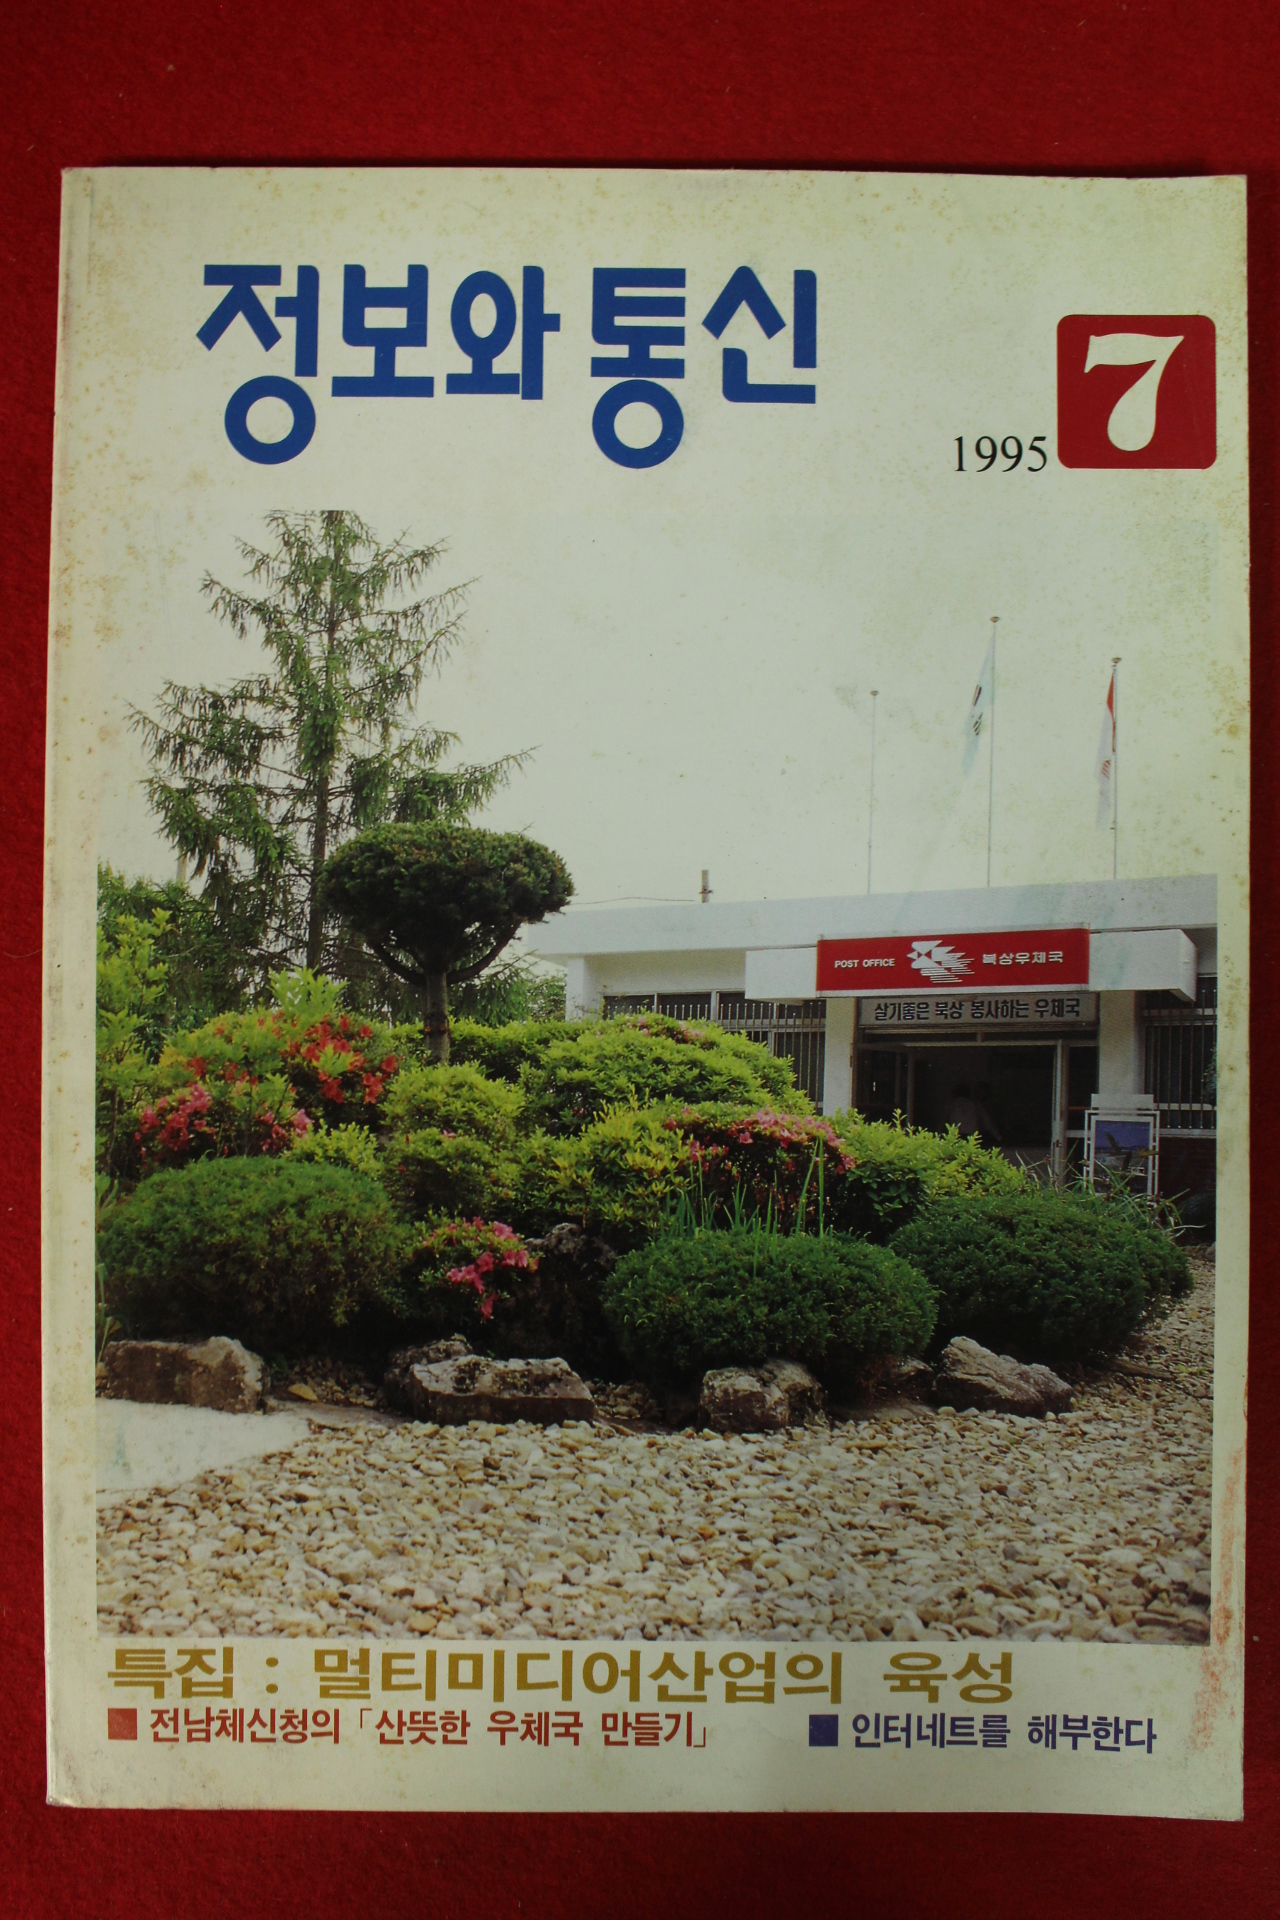 정보와 통신
1995 7
POST OFFICE 북상우체국
살기좋은 북상 봉사하는 우체국
특집 : 멀티미디어산업의 육성
■ 전남체신청의 「산뜻한 우체국 만들기」
■ 인터네트를 해부한다